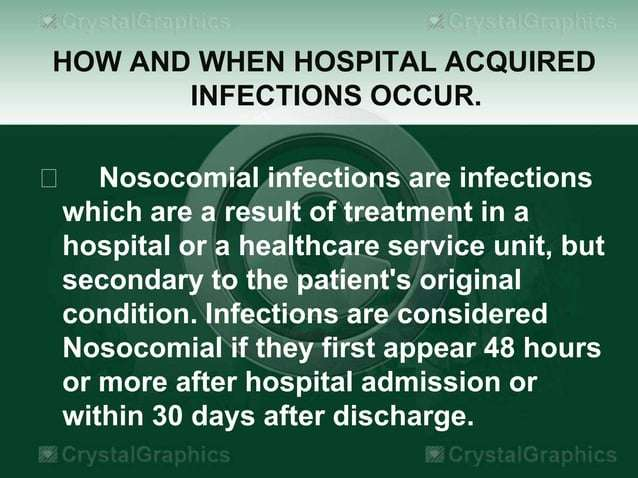 CrystalGraphics CrystalGraphics
HOW AND WHEN HOSPITAL ACQUIRED
INFECTIONS OCCUR.
Nosocomial infections are infections
which are a result of treatment in a
hospital or a healthcare service unit, but
secondary to the patient's original
condition. Infections are considered
Nosocomial if they first appear 48 hours
or more after hospital admission or
within 30 days after discharge.
CrystalGraphics CrystalGraphics